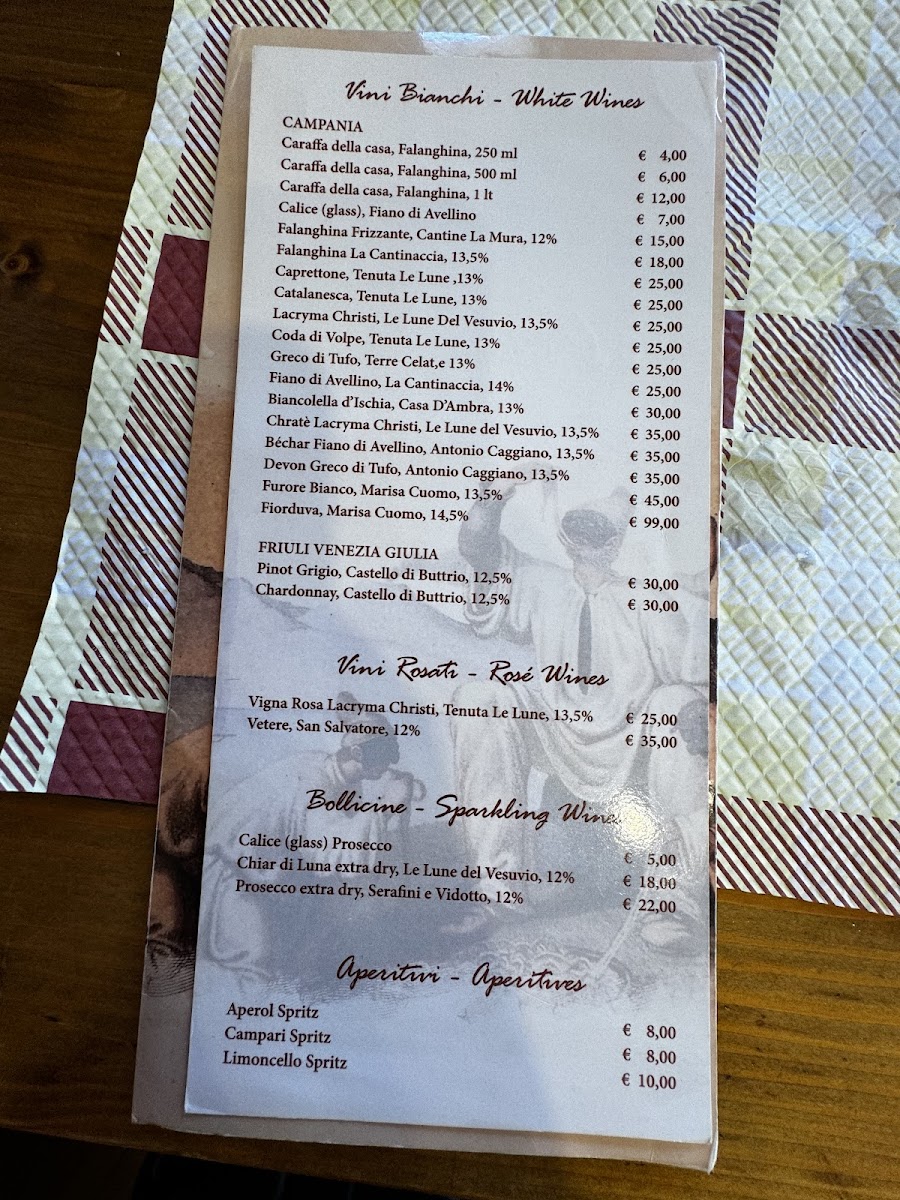 Vini Bianchi - White Wines
CAMPANIA
Caraffa della casa, Falanghina, 250 ml € 4,00
Caraffa della casa, Falanghina, 500 ml € 6,00
Caraffa della casa, Falanghina, 1 lt € 12,00
Calice (glass), Fiano di Avellino € 7,00
Falanghina Frizzante, Cantine La Mura, 12% € 15,00
Falanghina La Cantinaccia, 13,5% € 18,00
Caprettone, Tenuta Le Lune ,13% € 25,00
Catalanesca, Tenuta Le Lune, 13% € 25,00
Lacryma Christi, Le Lune Del Vesuvio, 13,5% € 25,00
Coda di Volpe, Tenuta Le Lune, 13% € 25,00
Greco di Tufo, Terre Celat,e 13% € 25,00
Fiano di Avellino, La Cantinaccia, 14% € 25,00
Biancolella d'Ischia, Casa D'Ambra, 13% € 30,00
Chratè Lacryma Christi, Le Lune del Vesuvio, 13,5% € 35,00
Béchar Fiano di Avellino, Antonio Caggiano, 13,5% € 35,00
Devon Greco di Tufo, Antonio Caggiano, 13,5% € 35,00
Furore Bianco, Marisa Cuomo, 13,5% € 45,00
Fiorduva, Marisa Cuomo, 14,5% € 99,00
FRIULI VENEZIA GIULIA
Pinot Grigio, Castello di Buttrio, 12,5% € 30,00
Chardonnay, Castello di Buttrio, 12,5% € 30,00
Vini Rosati - Rosé Wines
Vigna Rosa Lacryma Christi, Tenuta Le Lune, 13,5% € 25,00
Vetere, San Salvatore, 12% € 35,00
Bollicine - Sparkling Wines
Calice (glass) Prosecco € 5,00
Chiar di Luna extra dry, Le Lune del Vesuvio, 12% € 18,00
Prosecco extra dry, Serafini e Vidotto, 12% € 22,00
Aperitivi - Aperitives
Aperol Spritz € 8,00
Campari Spritz € 8,00
Limoncello Spritz € 10,00